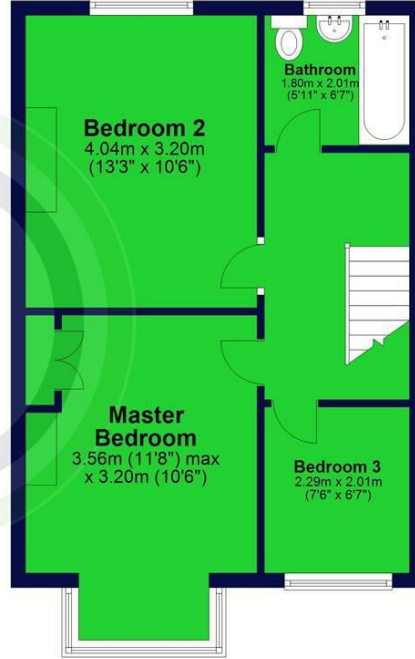 Bathroom
1.80m x 2.01m
(5'11" x 6'7")
Bedroom 2
4.04m x 3.20m
(13'3" x 10'6")
Master
Bedroom
3.56m (11'8") max
x 3.20m (10'6")
Bedroom 3
2.29m x 2.01m
(7'6" x 6'7")